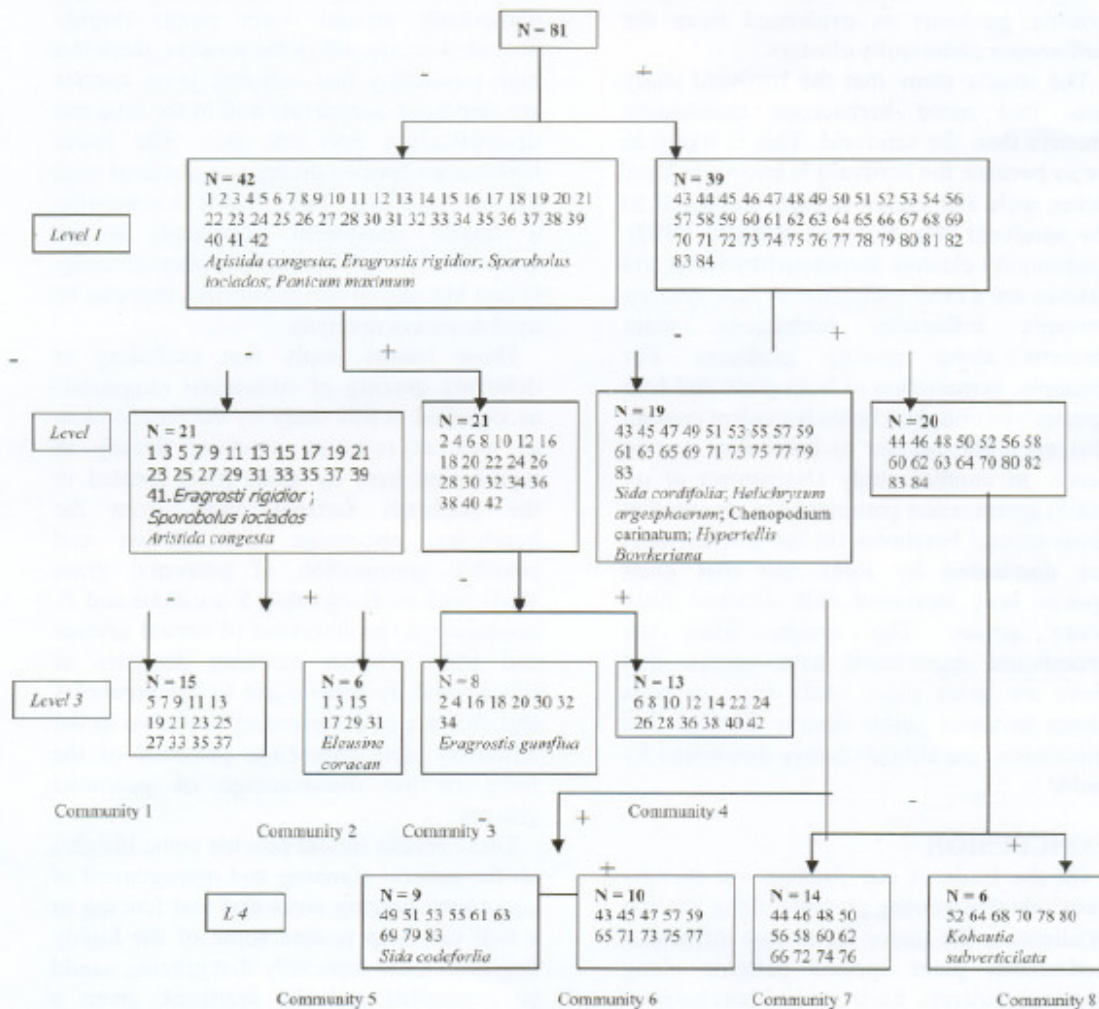 N = 81
-
+
N = 42
1 2 3 4 5 6 7 8 9 10 11 12 13 14 15 16 17 18 19 20 21
22 23 24 25 26 27 28 30 31 32 33 34 35 36 37 38 39
40 41 42
Aristida congesta; Eragrostis rigidior; Sporobolus
ioclados; Panicum maximum
N = 39
43 44 45 46 47 48 49 50 51 52 53 54 56
57 58 59 60 61 62 63 64 65 66 67 68 69
70 71 72 73 74 75 76 77 78 79 80 81 82
83 84
Level 1
-
-
+
-
+
Level
N = 21
1 3 5 7 9 11 13 15 17 19 21
23 25 27 29 31 33 35 37 39
41. Eragrosti rigidior ;
Sporobolus ioclados
Aristida congesta
N = 21
2 4 6 8 10 12 16
18 20 22 24 26
28 30 32 34 36
38 40 42
N = 19
43 45 47 49 51 53 55 57 59
61 63 65 69 71 73 75 77 79
83
Sida cordifolia; Helichrysum
argesphaerum; Chenopodium
carinatum; Hypertellis
Bowkeriana
N = 20
44 46 48 50 52 56 58
60 62 63 64 70 80 82
83 84
-
+
-
+
Level 3
N = 15
5 7 9 11 13
19 21 23 25
27 33 35 37
N = 6
1 3 15
17 29 31
Eleusine
coracan
N = 8
2 4 16 18 20 30 32
34
Eragrostis gumflua
N = 13
6 8 10 12 14 22 24
26 28 36 38 40 42
Community 1
Community 2
Commnity 3
Community 4
-
+
-
+
+
L 4
N = 9
49 51 53 55 61 63
69 79 83
Sida codeforlia
N = 10
43 45 47 57 59
65 71 73 75 77
N = 14
44 46 48 50
56 58 60 62
66 72 74 76
N = 6
52 64 68 70 78 80
Kohautia
subverticilata
Community 5
Community 6
Community 7
Community 8